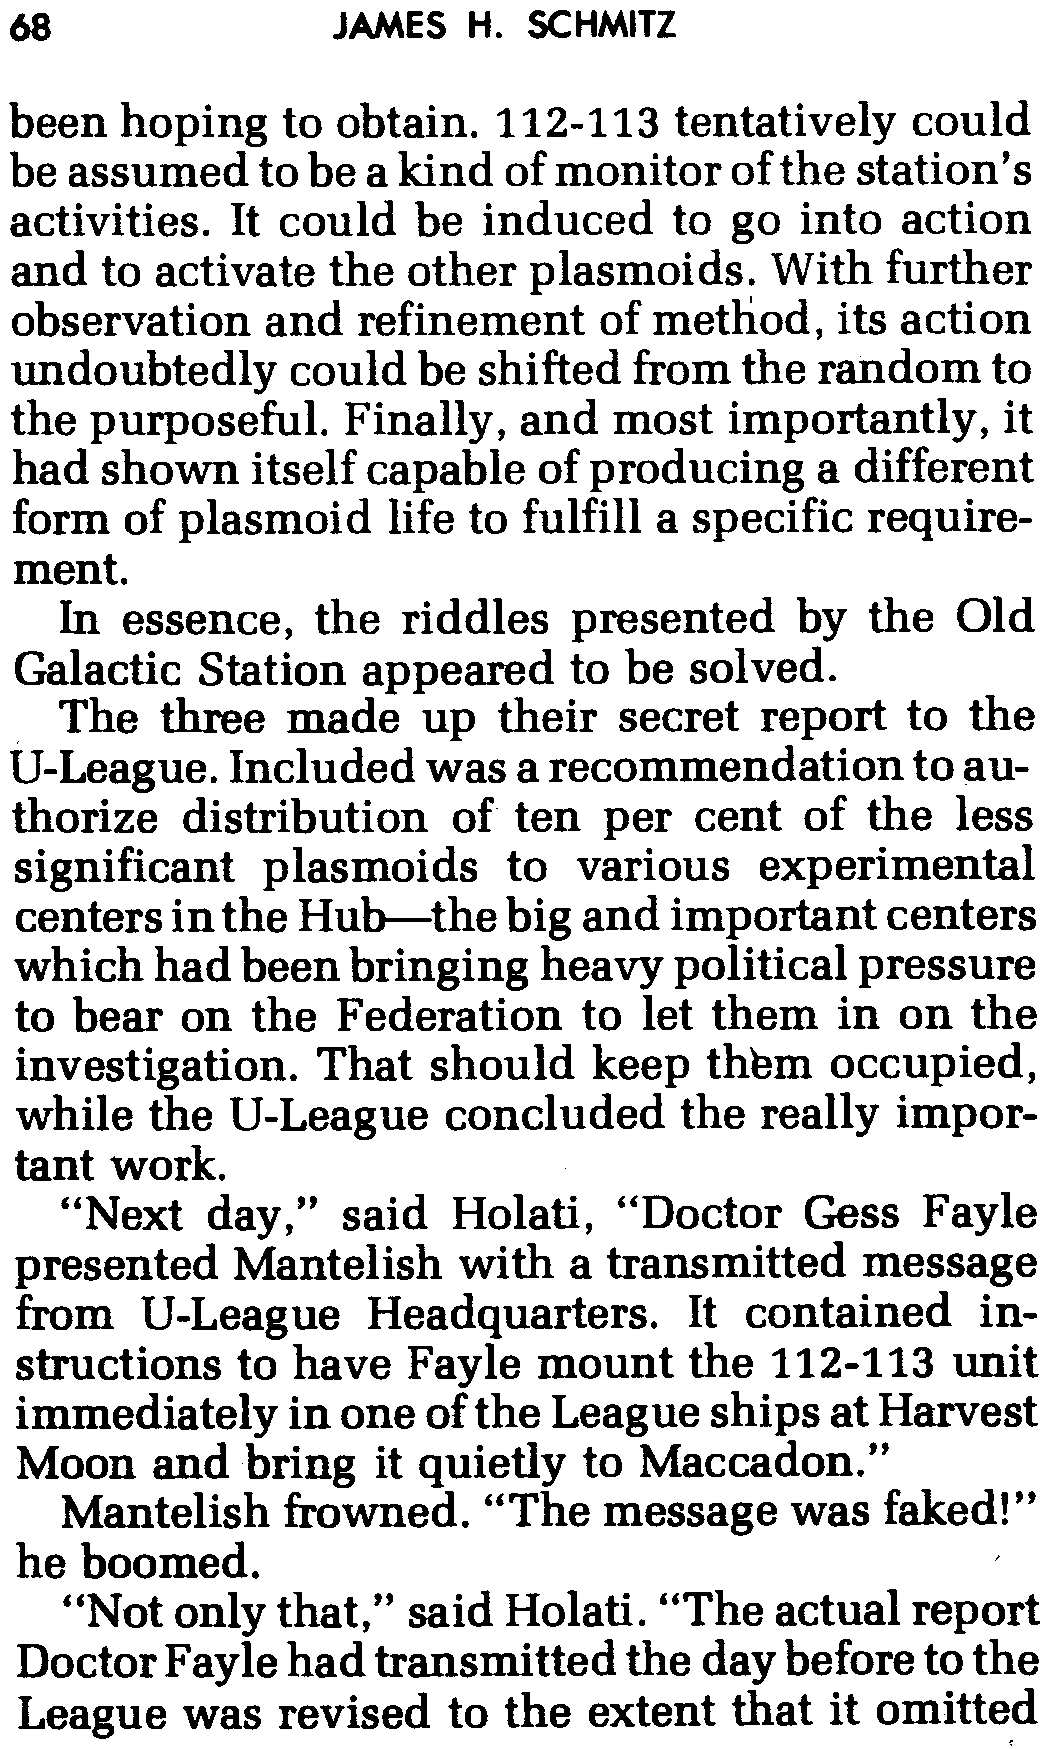 68 JAMES H. SCHMITZ
been hoping to obtain. 112-113 tentatively could
be assumed to be a kind of monitor of the station's
activities. It could be induced to go into action
and to activate the other plasmoids. With further
observation and refinement of method, its action
undoubtedly could be shifted from the random to
the purposeful. Finally, and most importantly, it
had shown itself capable of producing a different
form of plasmoid life to fulfill a specific require-
ment.
In essence, the riddles presented by the Old
Galactic Station appeared to be solved.
The three made up their secret report to the
U-League. Included was a recommendation to au-
thorize distribution of ten per cent of the less
significant plasmoids to various experimental
centers in the Hub—the big and important centers
which had been bringing heavy political pressure
to bear on the Federation to let them in on the
investigation. That should keep them occupied,
while the U-League concluded the really impor-
tant work.
“Next day,” said Holati, “Doctor Gess Fayle
presented Mantelish with a transmitted message
from U-League Headquarters. It contained in-
structions to have Fayle mount the 112-113 unit
immediately in one of the League ships at Harvest
Moon and bring it quietly to Maccadon.”
Mantelish frowned. “The message was faked!”
he boomed.
“Not only that,” said Holati. “The actual report
Doctor Fayle had transmitted the day before to the
League was revised to the extent that it omitted